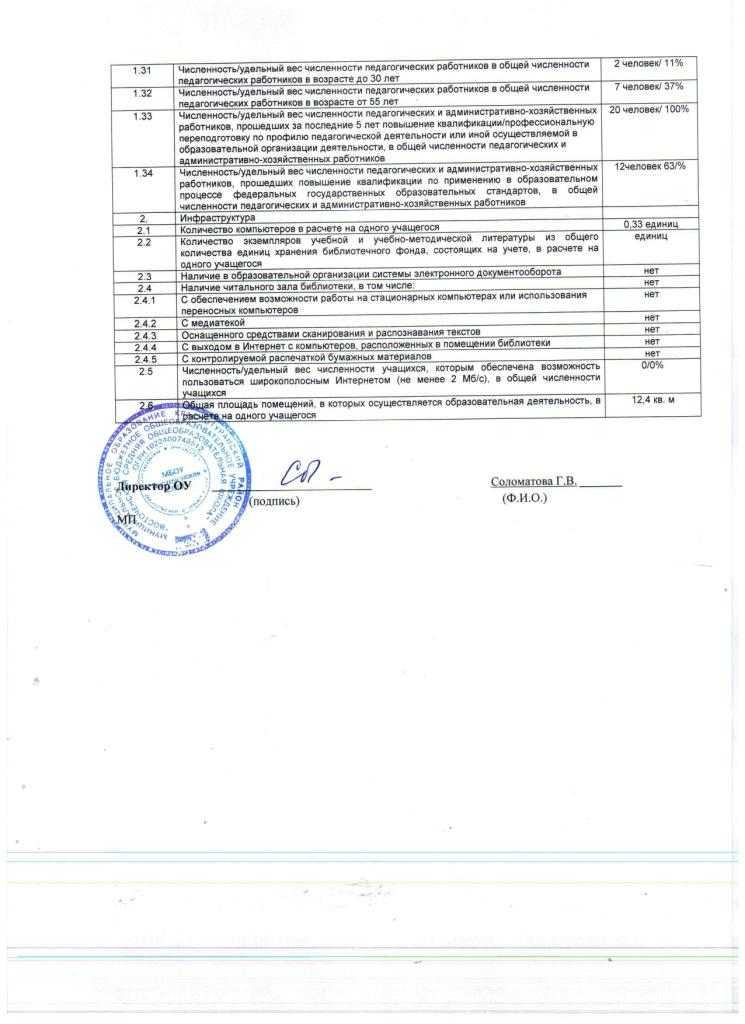 1.31 Численность/удельный вес численности педагогических работников в общей численности 2 человек/ 11%
педагогических работников в возрасте до 30 лет
1.32 Численность/удельный вес численности педагогических работников в общей численности 7 человек/ 37%
педагогических работников в возрасте от 55 лет
1.33 Численность/удельный вес численности педагогических и административно-хозяйственных 20 человек/ 100%
работников, прошедших за последние 5 лет повышение квалификации/профессиональную
переподготовку по профилю педагогической деятельности или иной осуществляемой в
образовательной организации деятельности, в общей численности педагогических и
административно-хозяйственных работников
1.34 Численность/удельный вес численности педагогических и административно-хозяйственных 12человек 63/%
работников, прошедших повышение квалификации по применению в образовательном
процессе федеральных государственных образовательных стандартов, в общей
численности педагогических и административно-хозяйственных работников
2. Инфраструктура
2.1 Количество компьютеров в расчете на одного учащегося 0,33 единиц
2.2 Количество экземпляров учебной и учебно-методической литературы из общего единиц
количества единиц хранения библиотечного фонда, состоящих на учете, в расчете на
одного учащегося
2.3 Наличие в образовательной организации системы электронного документооборота нет
2.4 Наличие читального зала библиотеки, в том числе: нет
2.4.1 С обеспечением возможности работы на стационарных компьютерах или использования нет
переносных компьютеров
2.4.2 С медиатекой нет
2.4.3 Оснащенного средствами сканирования и распознавания текстов нет
2.4.4 С выходом в Интернет с компьютеров, расположенных в помещении библиотеки нет
2.4.5 С контролируемой распечаткой бумажных материалов нет
2.5 Численность/удельный вес численности учащихся, которым обеспечена возможность 0/0%
пользоваться широкополосным Интернетом (не менее 2 Мб/с), в общей численности
учащихся
2.6 Общая площадь помещений, в которых осуществляется образовательная деятельность, в 12,4 кв. м
расчете на одного учащегося
МУНИЦИПАЛЬНОЕ ОБРАЗОВАНИЕ КРАСНОТУРАНСКИЙ РАЙОН
МУНИЦИПАЛЬНОЕ БЮДЖЕТНОЕ ОБЩЕОБРАЗОВАТЕЛЬНОЕ УЧРЕЖДЕНИЕ
СРЕДНЯЯ ОБЩЕОБРАЗОВАТЕЛЬНАЯ ШКОЛА
МБОУ
Директор ОУ Соломатова Г.В.
(подпись) (Ф.И.О.)
МП